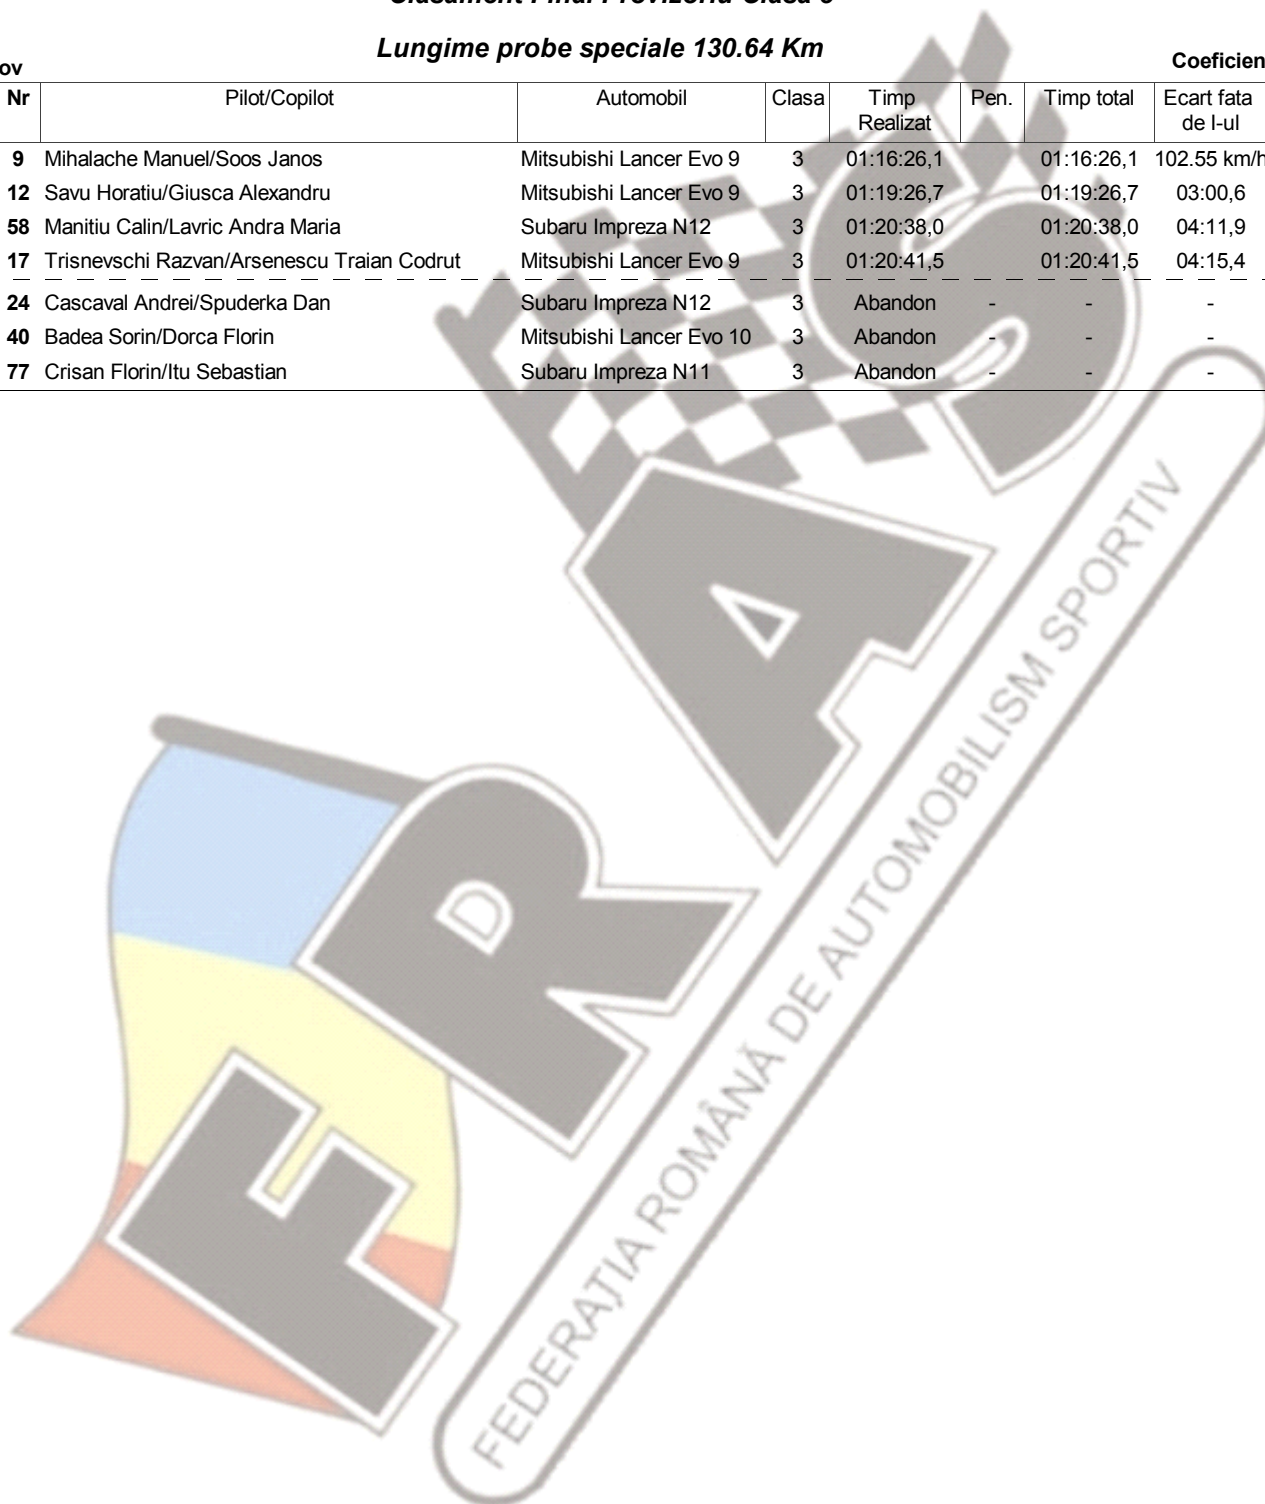 Clasament Final Provizoriu Clasa 3
Lungime probe speciale 130.64 Km
ov
Coeficien
Nr Pilot/Copilot Automobil Clasa Timp Realizat Pen. Timp total Ecart fata de l-ul
9 Mihalache Manuel/Soos Janos Mitsubishi Lancer Evo 9 3 01:16:26,1 01:16:26,1 102.55 km/h
12 Savu Horatiu/Giusca Alexandru Mitsubishi Lancer Evo 9 3 01:19:26,7 01:19:26,7 03:00,6
58 Manitiu Calin/Lavric Andra Maria Subaru Impreza N12 3 01:20:38,0 01:20:38,0 04:11,9
17 Trisnevschi Razvan/Arsenescu Traian Codrut Mitsubishi Lancer Evo 9 3 01:20:41,5 01:20:41,5 04:15,4
24 Cascaval Andrei/Spuderka Dan Subaru Impreza N12 3 Abandon - - -
40 Badea Sorin/Dorca Florin Mitsubishi Lancer Evo 10 3 Abandon - - -
77 Crisan Florin/Itu Sebastian Subaru Impreza N11 3 Abandon - - -
FRAS
FEDERAȚIA ROMÂNĂ DE AUTOMOBILISM SPORTIV